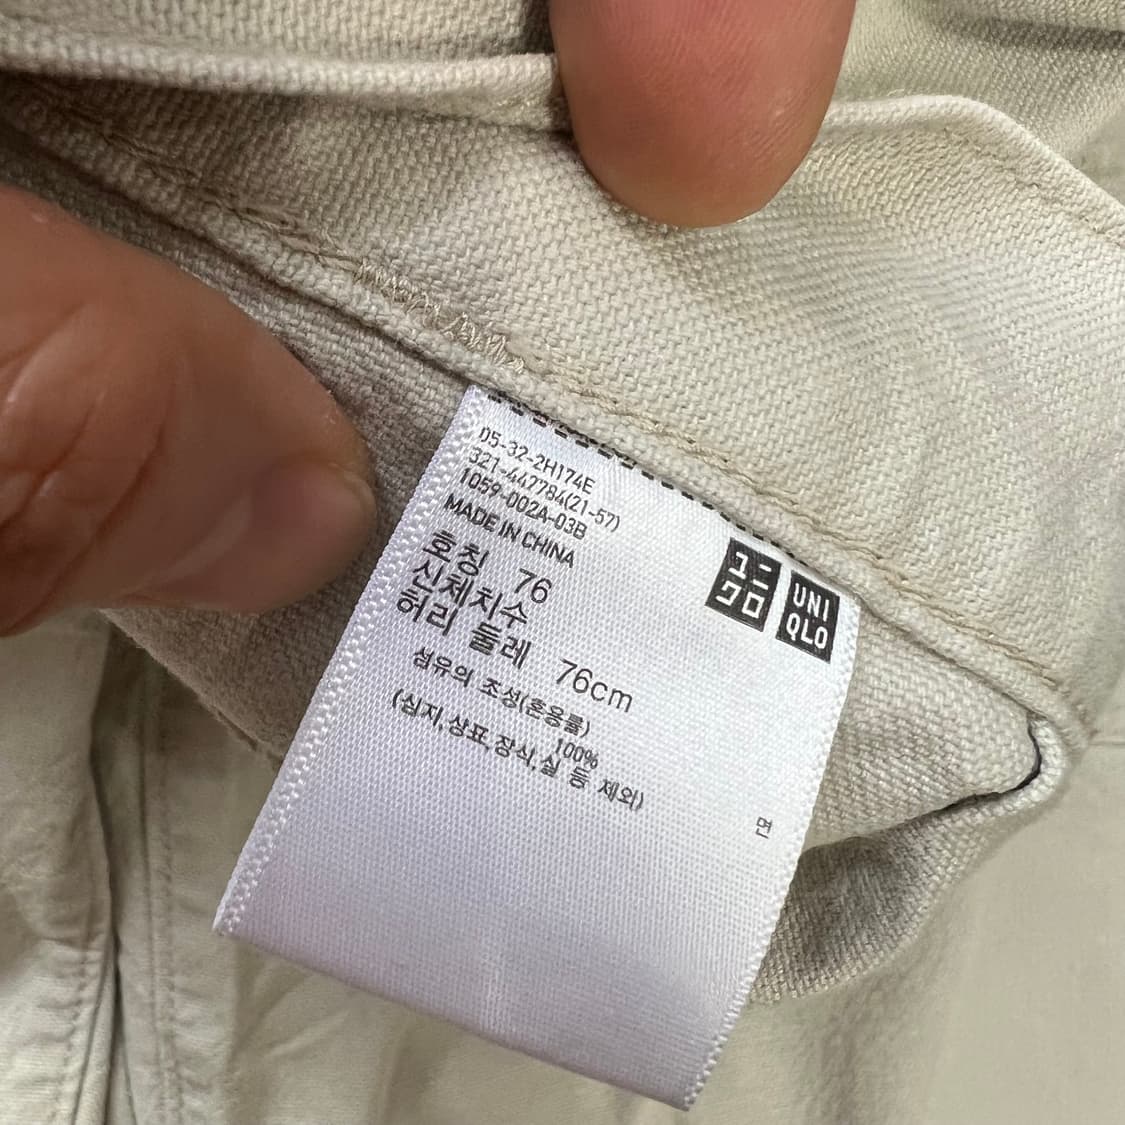 05-32-2H174E
321-447784(21-57)
1059-002A-03B
MADE IN CHINA
호칭 76
신체치수
허리 둘레 76cm
섬유의 조성(혼용률)
100%
(심지,상표,장식,실 등 제외)
면
ユニ
クロ
UNI
QLO